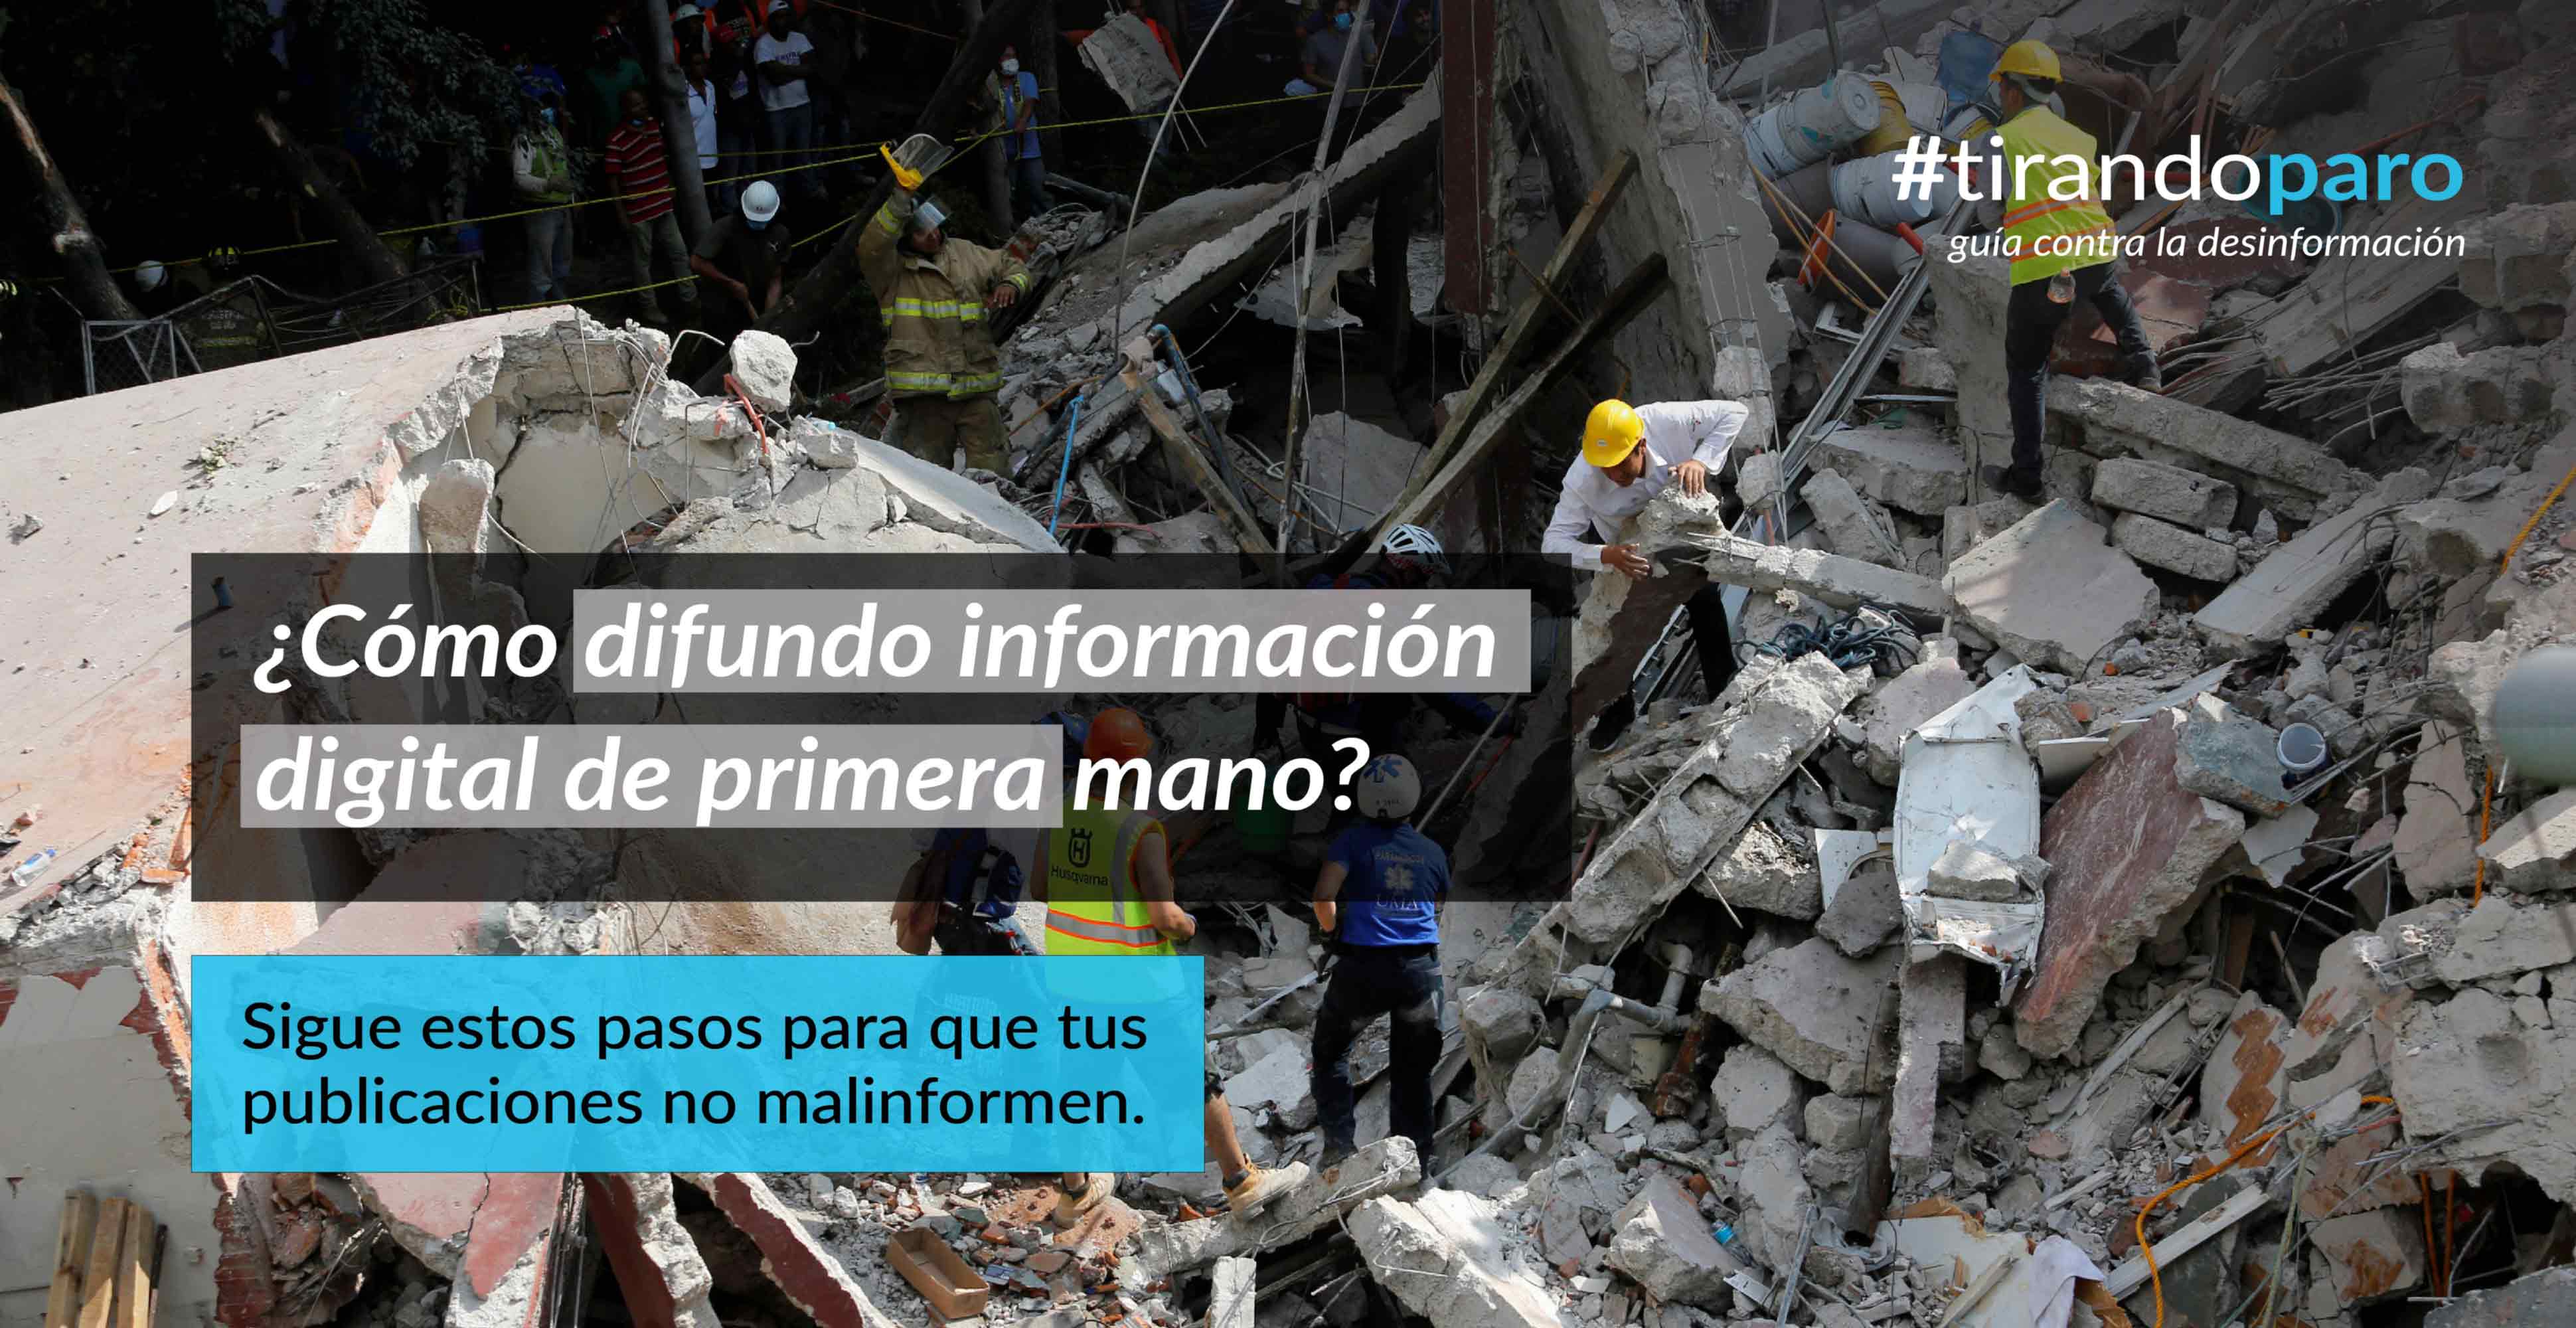 #tirandoparo
guía contra la desinformación
¿Cómo difundo información
digital de primera mano?
Husqvarna
Sigue estos pasos para que tus
publicaciones no malinformen.